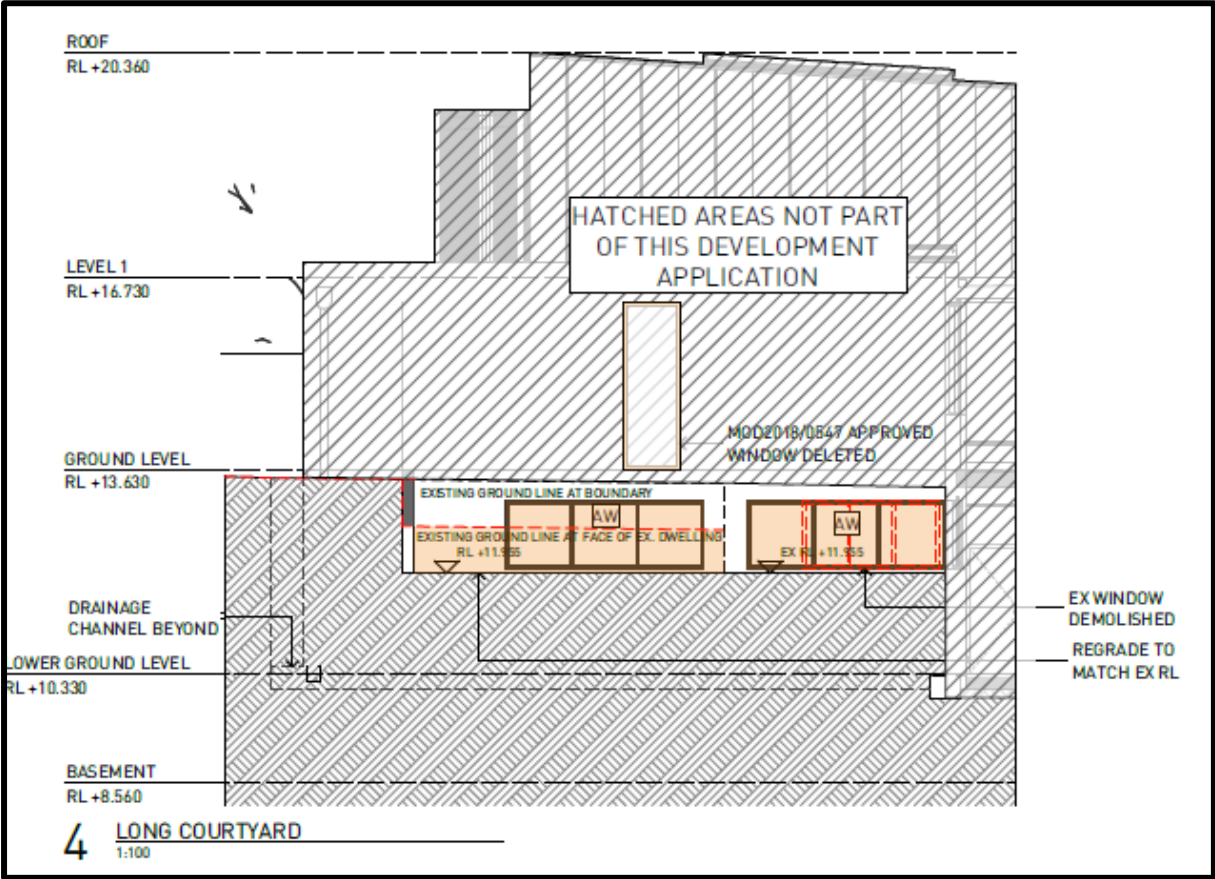 ROOF
RL +20.360
HATCHED AREAS NOT PART
OF THIS DEVELOPMENT
APPLICATION
LEVEL 1
RL +16.730
MOD2018/0547 APPROVED
WINDOW DELETED
GROUND LEVEL
RL +13.630
EXISTING GROUND LINE AT BOUNDARY
AW
AW
EXISTING GROUND LINE AT FACE OF EX. DWELLING
RL +11.955
EX RL +11.955
DRAINAGE
CHANNEL BEYOND
EX WINDOW
DEMOLISHED
REGRADE TO
MATCH EX RL
LOWER GROUND LEVEL
RL +10.330
BASEMENT
RL +8.560
4 LONG COURTYARD
1:100